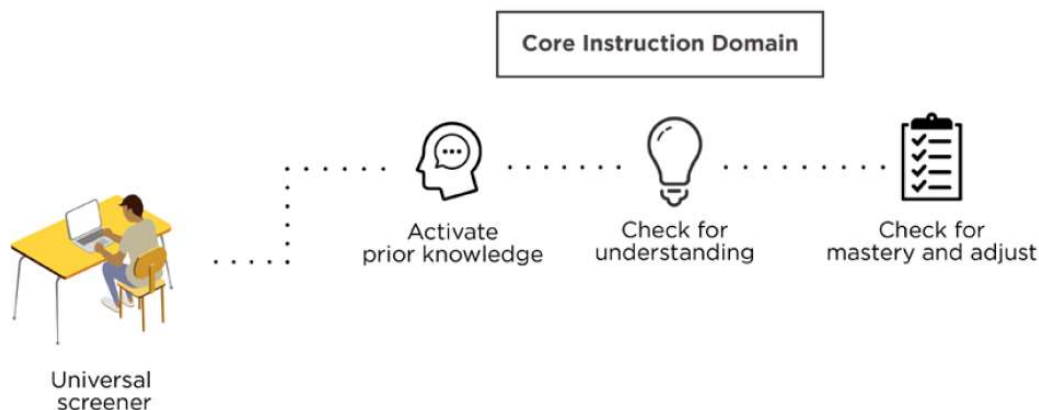 Core Instruction Domain
Activate
prior knowledge
Check for
understanding
Check for
mastery and adjust
Universal
screener